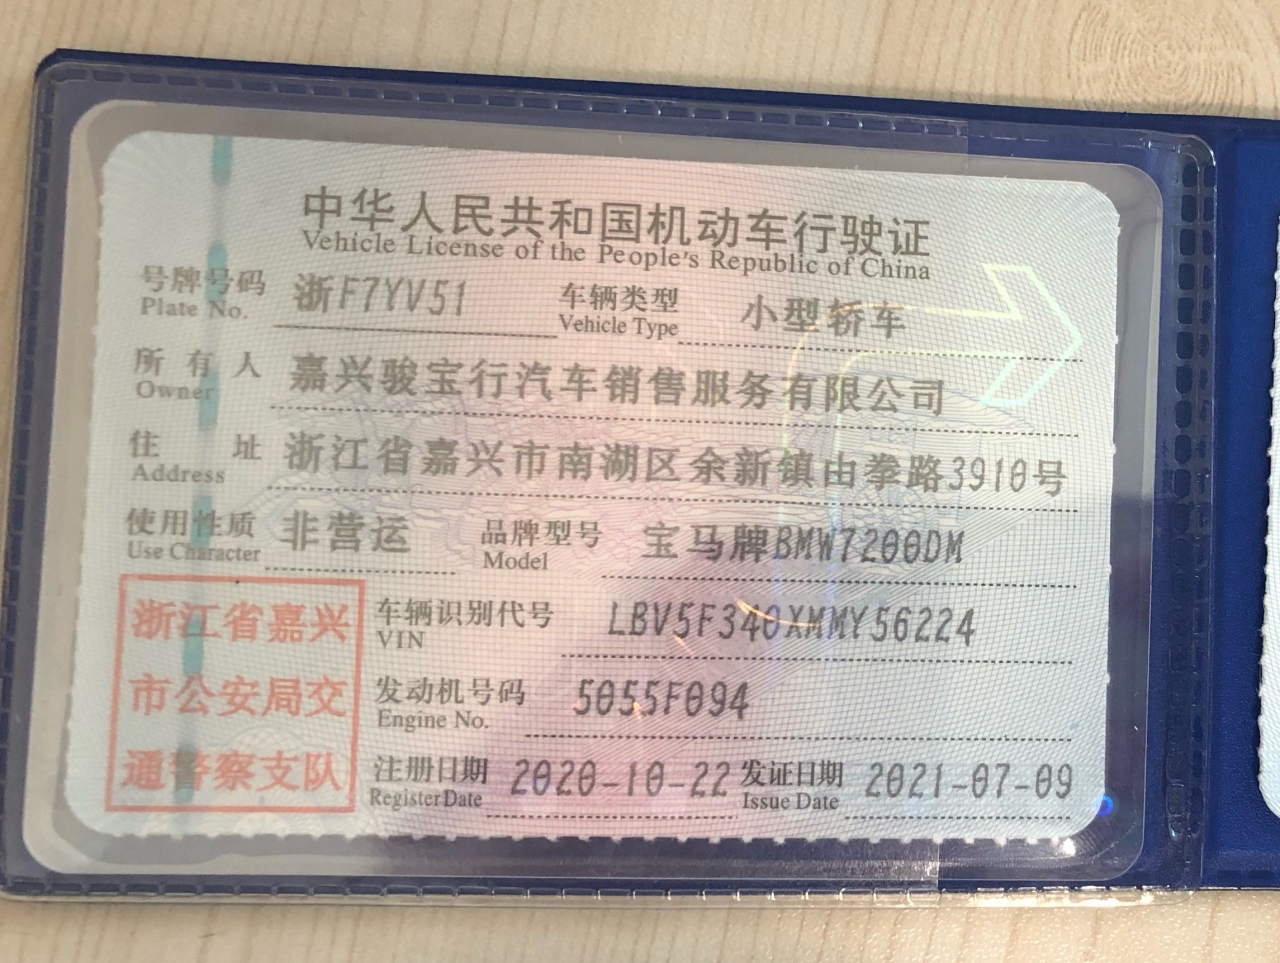 中华人民共和国机动车行驶证
Vehicle License of the People's Republic of China
号牌号码 浙F7YV51 车辆类型 小型轿车
Plate No. Vehicle Type
所有人 嘉兴骏宝行汽车销售服务有限公司
Owner
住址 浙江省嘉兴市南湖区余新镇由拳路3910号
Address
使用性质 非营运 品牌型号 宝马牌BMW7200DM
Use Character Model
浙江省嘉兴
市公安局交
通警察支队
车辆识别代号 LBV5F340XMMY56224
VIN
发动机号码 5055F094
Engine No.
注册日期 2020-10-22 发证日期 2021-07-09
Register Date Issue Date